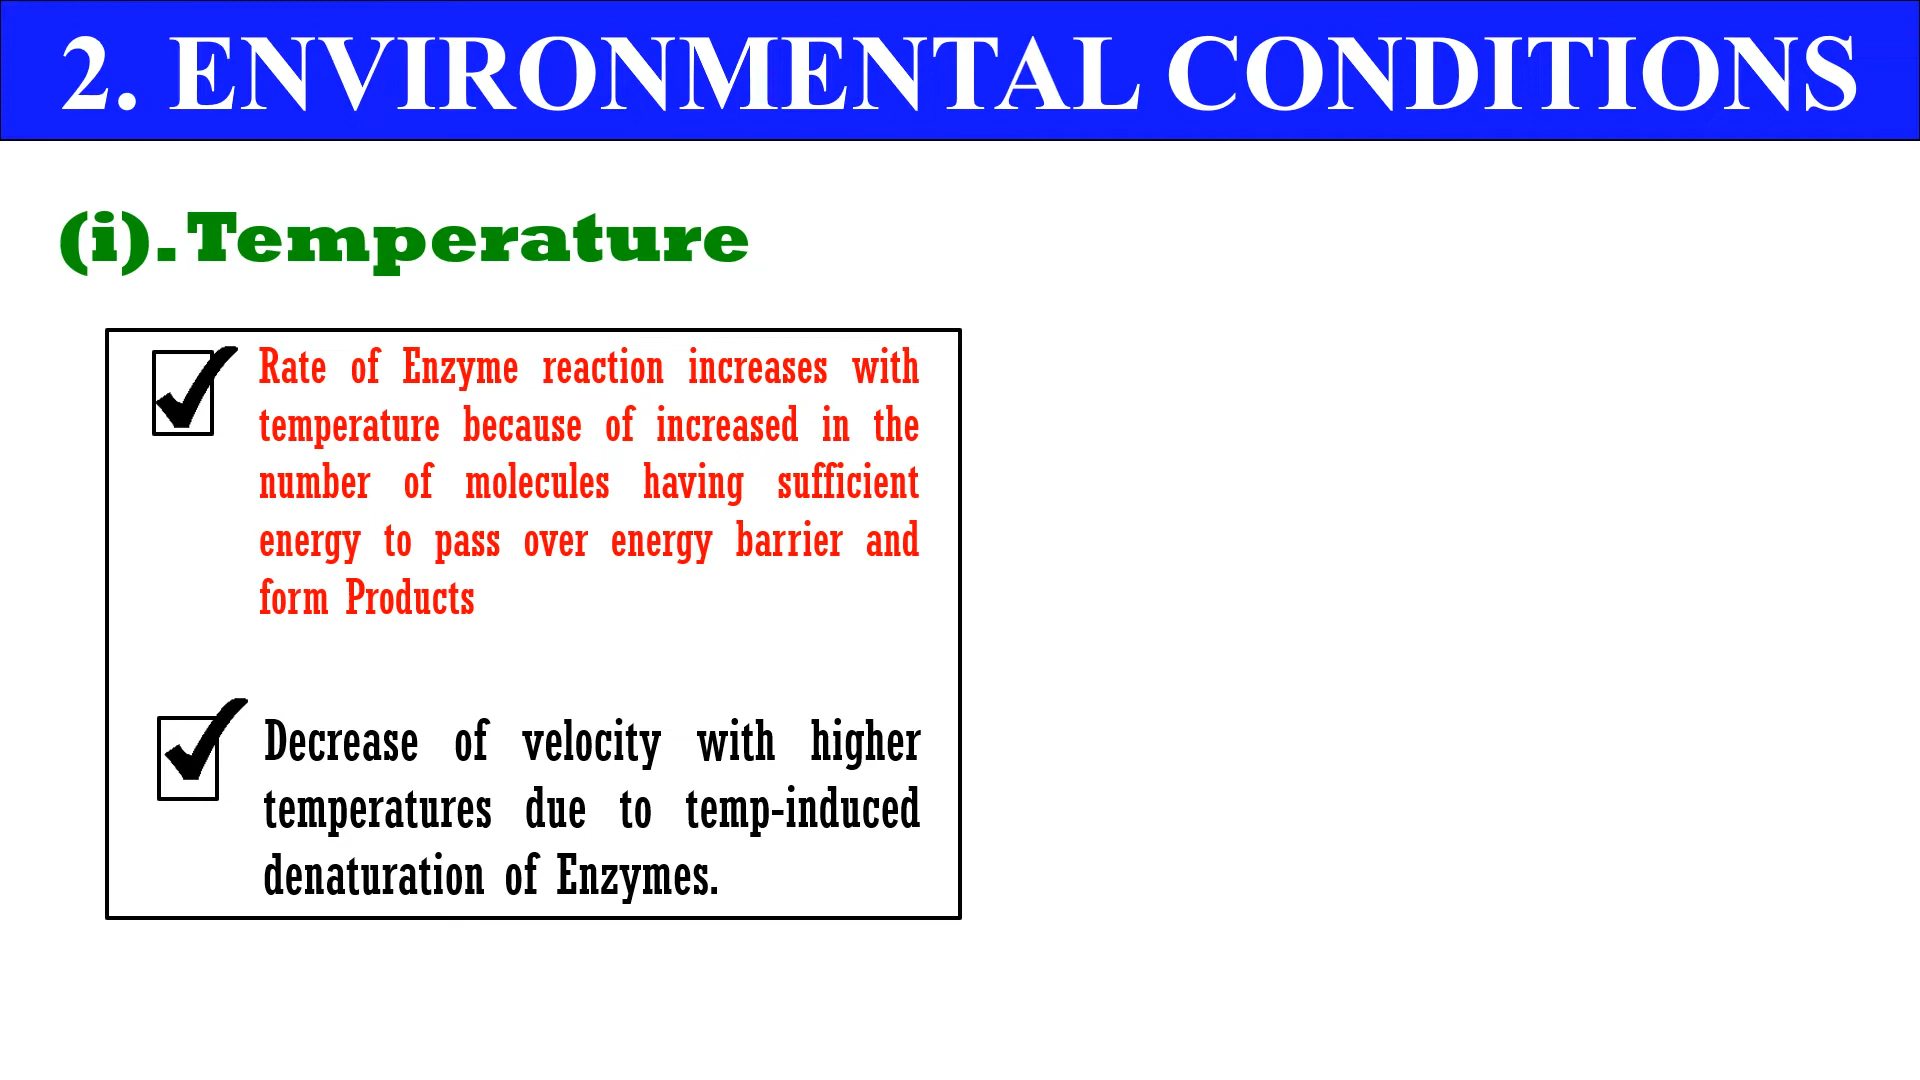 2. ENVIRONMENTAL CONDITIONS
(i). Temperature
Rate of Enzyme reaction increases with
temperature because of increased in the
number of molecules having sufficient
energy to pass over energy barrier and
form Products
Decrease of velocity with higher
temperatures due to temp-induced
denaturation of Enzymes.